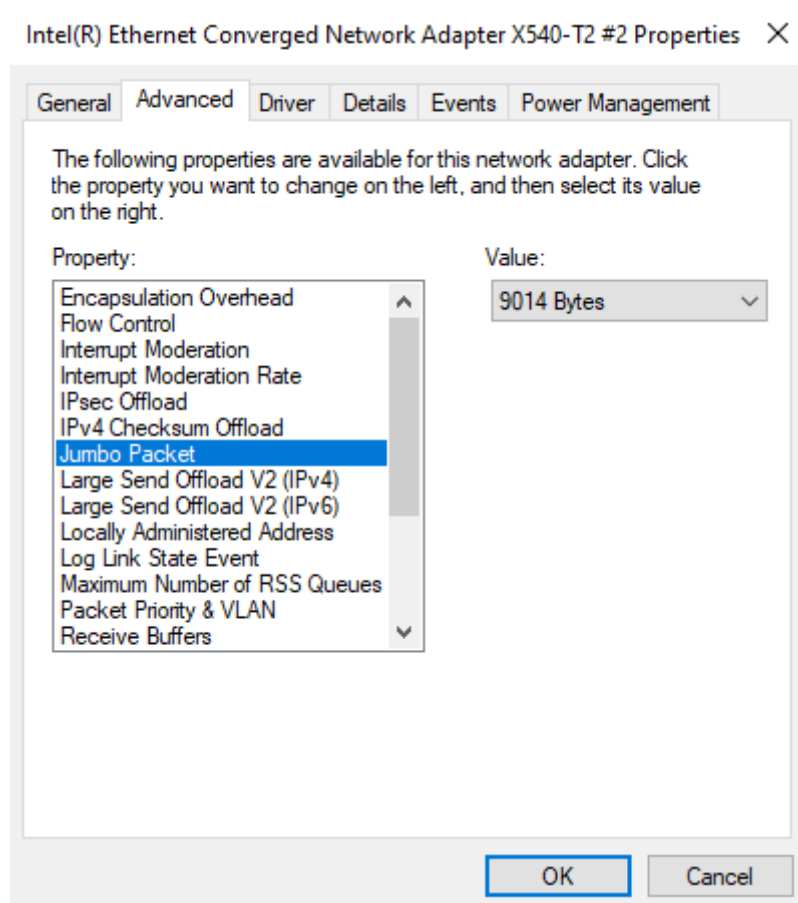 Intel(R) Ethernet Converged Network Adapter X540-T2 #2 Properties
General Advanced Driver Details Events Power Management
The following properties are available for this network adapter. Click
the property you want to change on the left, and then select its value
on the right.
Property:
Value:
Encapsulation Overhead
Flow Control
Interrupt Moderation
Interrupt Moderation Rate
IPsec Offload
IPv4 Checksum Offload
Jumbo Packet
Large Send Offload V2 (IPv4)
Large Send Offload V2 (IPv6)
Locally Administered Address
Log Link State Event
Maximum Number of RSS Queues
Packet Priority & VLAN
Receive Buffers
9014 Bytes
OK
Cancel